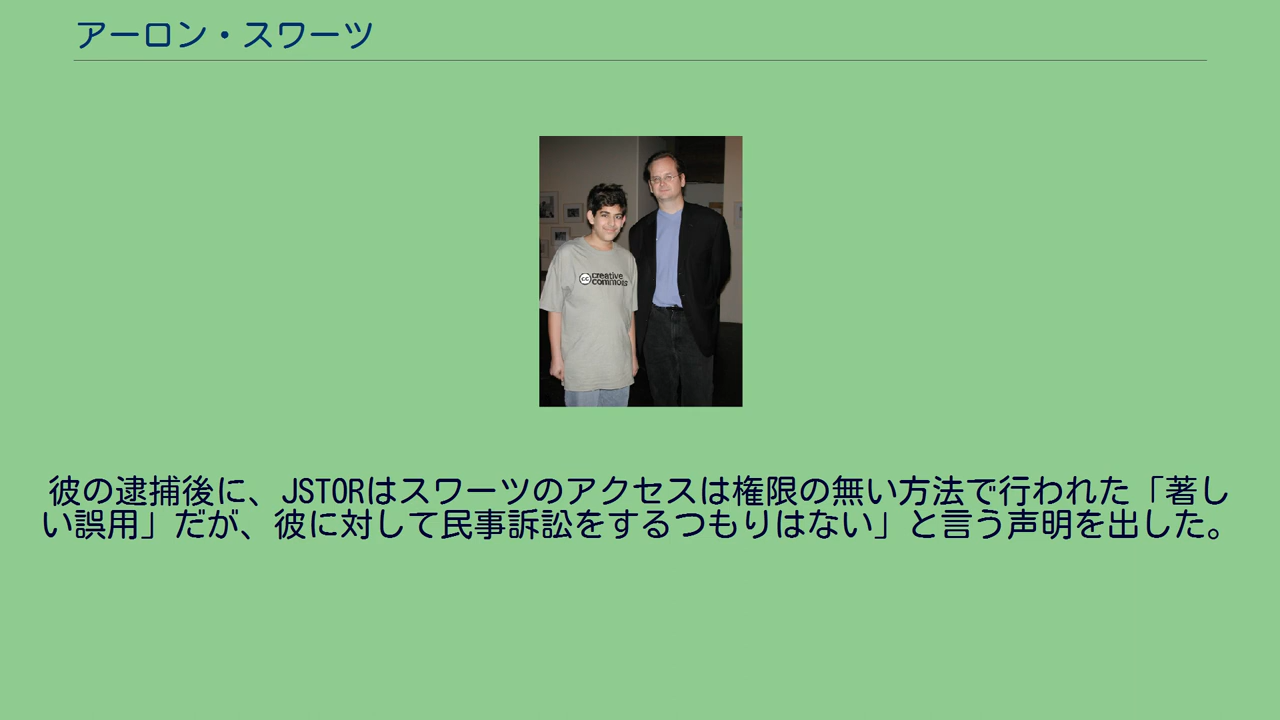 アーロン・スワーツ
cc creative
commons
彼の逮捕後に、JSTORはスワーツのアクセスは権限の無い方法で行われた「著し
い誤用」だが、彼に対して民事訴訟をするつもりはない」と言う声明を出した。